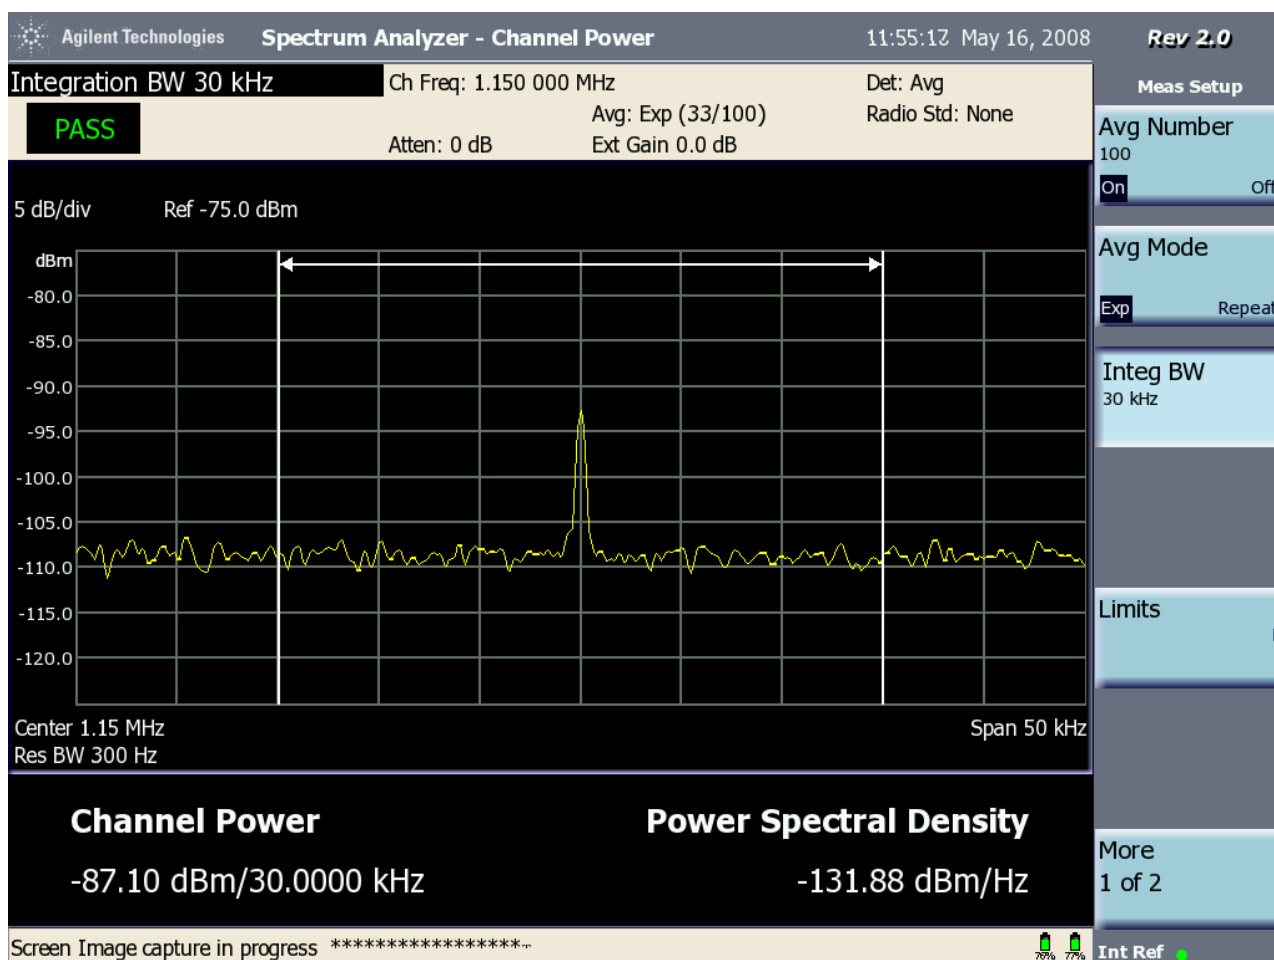 Agilent Technologies Spectrum Analyzer - Channel Power 11:55:17 May 16, 2008 Rev 2.0
Integration BW 30 kHz Ch Freq: 1.150 000 MHz Det: Avg Meas Setup
PASS Avg: Exp (33/100) Radio Std: None
Atten: 0 dB Ext Gain 0.0 dB
Avg Number
100
On Off
5 dB/div Ref -75.0 dBm
Avg Mode
Exp Repeat
Integ BW
30 kHz
Limits
More
1 of 2
dBm
-80.0
-85.0
-90.0
-95.0
-100.0
-105.0
-110.0
-115.0
-120.0
Center 1.15 MHz Span 50 kHz
Res BW 300 Hz
Channel Power Power Spectral Density
-87.10 dBm/30.0000 kHz -131.88 dBm/Hz
Screen Image capture in progress *****************
76% 77% Int Ref